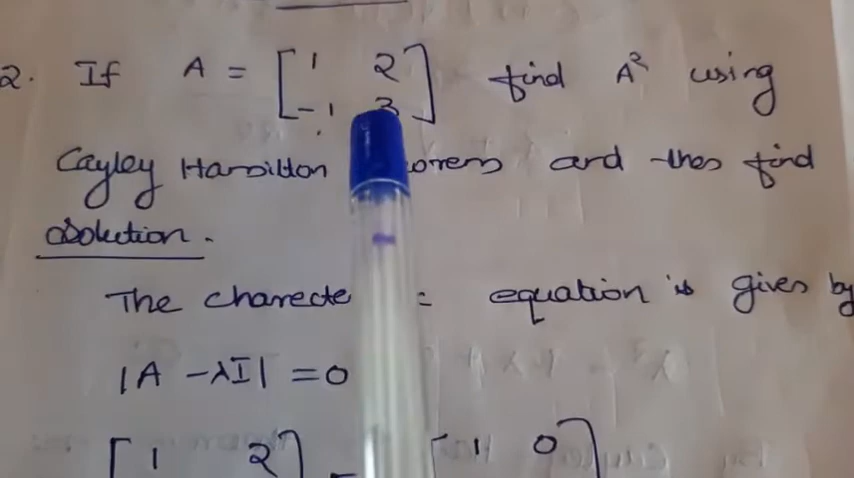 2. If A = [ 1 2 ] find A² using
[ -1 3 ]
Cayley Hamilton and then find
solution.
The equation is given by
|A - λI| = 0
[ 1 2 ] - [ 1 0 ]